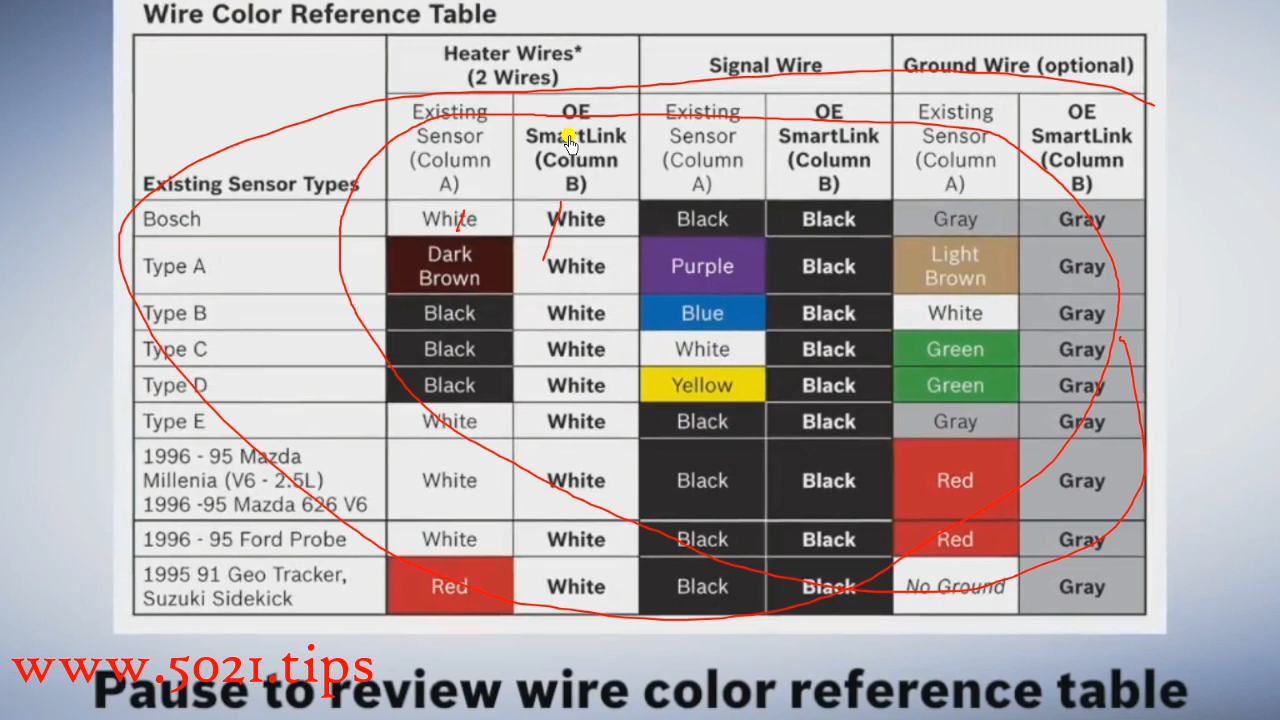 Wire Color Reference Table
Heater Wires*
(2 Wires)
Signal Wire
Ground Wire (optional)
Existing Sensor Types
Existing
Sensor
(Column
A)
OE
SmartLink
(Column
B)
Existing
Sensor
(Column
A)
OE
SmartLink
(Column
B)
Existing
Sensor
(Column
A)
OE
SmartLink
(Column
B)
Bosch White White Black Black Gray Gray
Type A Dark
Brown White Purple Black Light
Brown Gray
Type B Black White Blue Black White Gray
Type C Black White White Black Green Gray
Type D Black White Yellow Black Green Gray
Type E White White Black Black Gray Gray
1996 - 95 Mazda
Millenia (V6 - 2.5L)
1996 -95 Mazda 626 V6
White White Black Black Red Gray
1996 - 95 Ford Probe White White Black Black Red Gray
1995 91 Geo Tracker,
Suzuki Sidekick
Red White Black Black No Ground Gray
www.5021.tips
Pause to review wire color reference table